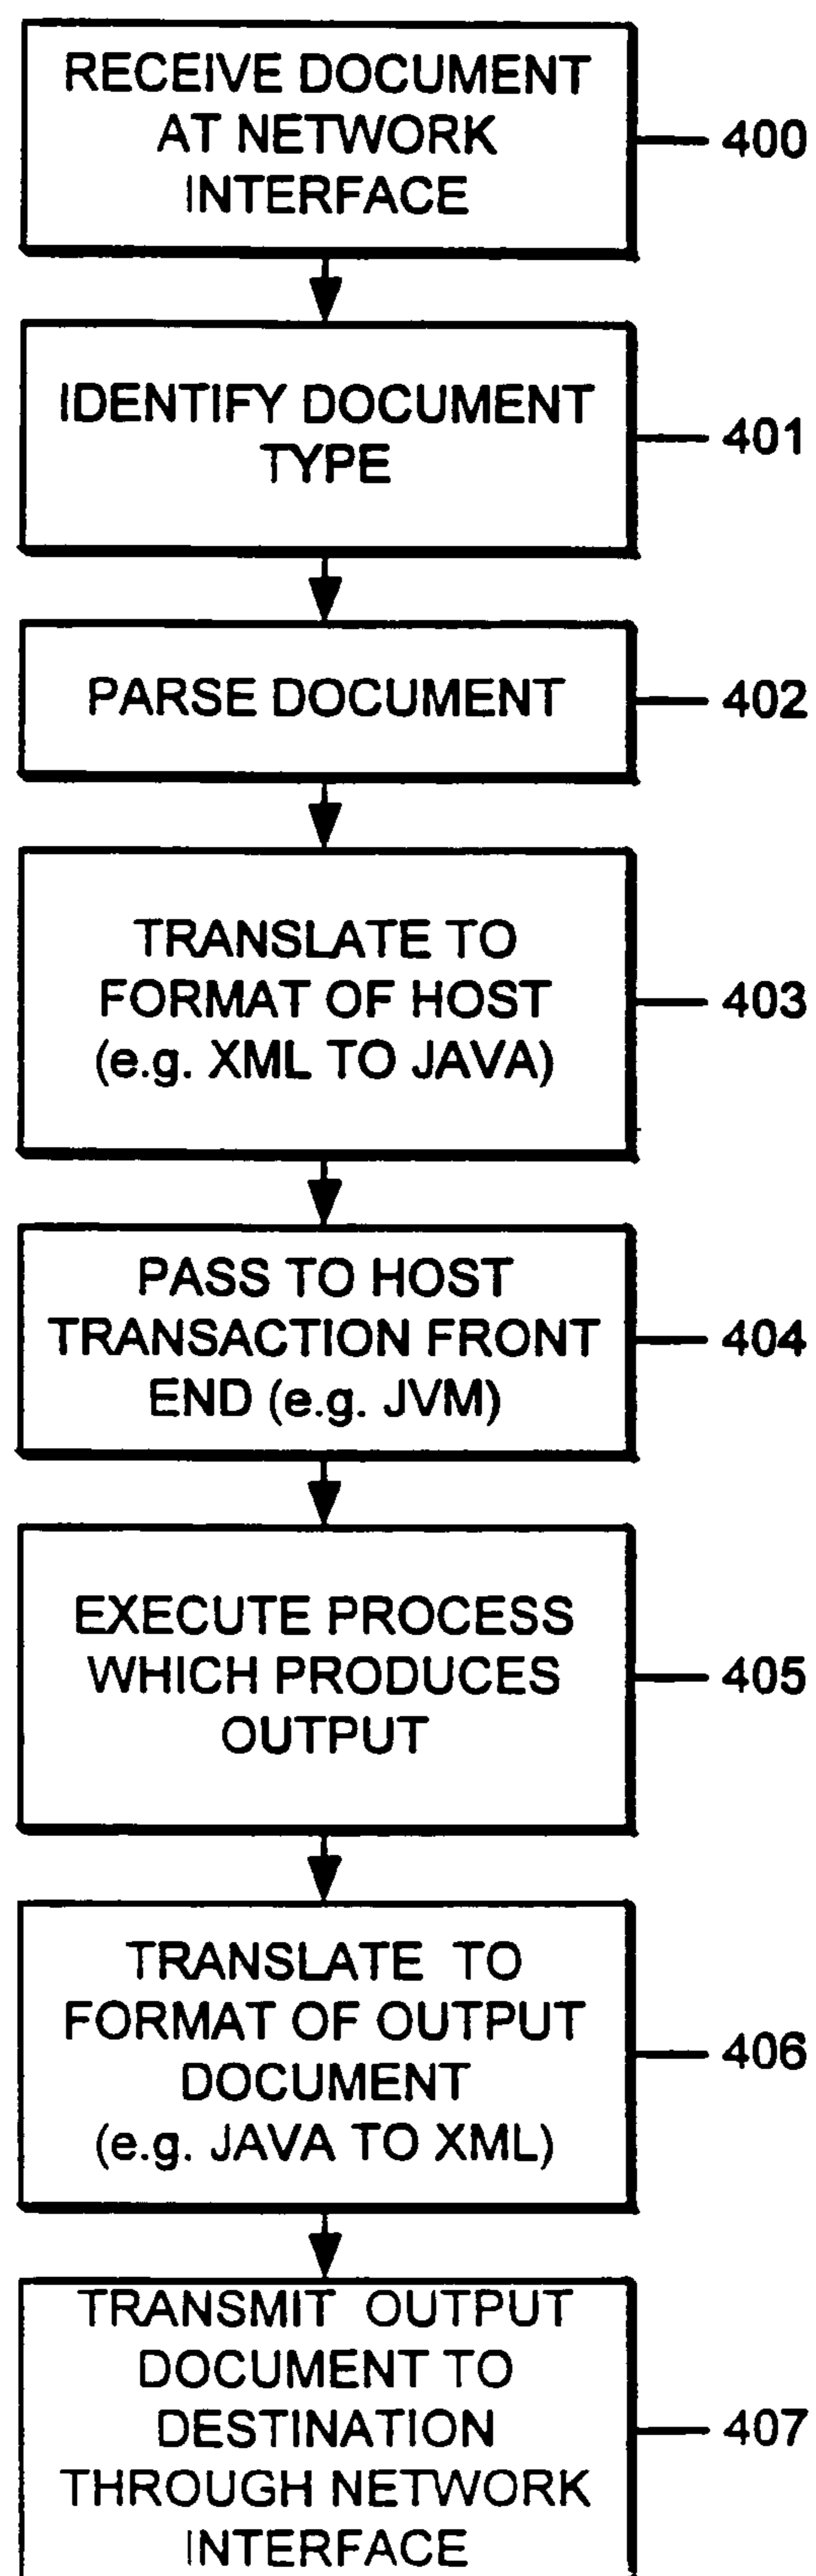 RECEIVE DOCUMENT
AT NETWORK
INTERFACE
400
IDENTIFY DOCUMENT
TYPE
401
PARSE DOCUMENT
402
TRANSLATE TO
FORMAT OF HOST
(e.g. XML TO JAVA)
403
PASS TO HOST
TRANSACTION FRONT
END (e.g. JVM)
404
EXECUTE PROCESS
WHICH PRODUCES
OUTPUT
405
TRANSLATE TO
FORMAT OF OUTPUT
DOCUMENT
(e.g. JAVA TO XML)
406
TRANSMIT OUTPUT
DOCUMENT TO
DESTINATION
THROUGH NETWORK
INTERFACE
407